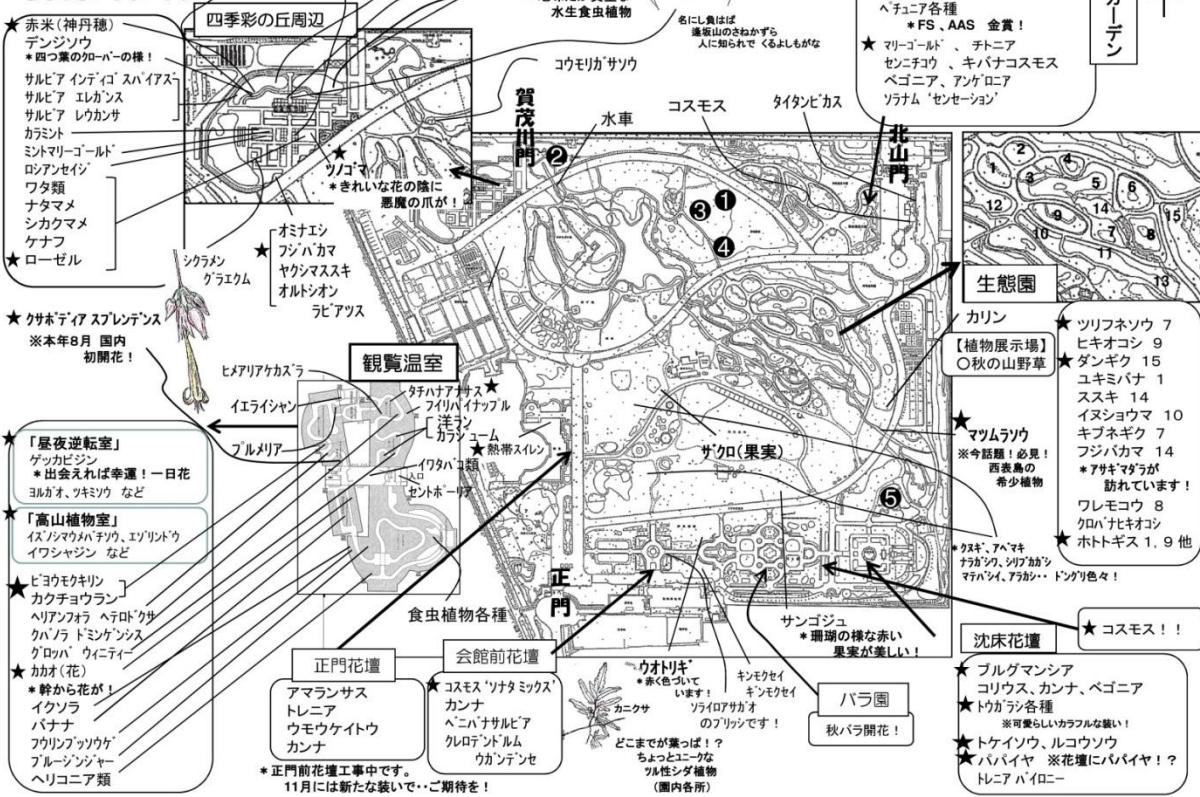 四季彩の丘周辺
★ 赤米(神丹穂)
デンジソウ
*四つ葉のクローバーの様！
サルビア インディゴ スパイアズ
サルビア エレガンス
サルビア レウカンサ
カラミント
ミントマリーゴールド
ロシアンセイジ
ワタ類
ナタマメ
シカクマメ
ケナフ
★ ローゼル
水生食虫植物
名にし負はば
逢坂山のさねかずら
人に知られで くるよしもがな
コウモリガサソウ
ペチュニア各種
*FS、AAS 金賞！
★ マリーゴールド 、 チトニア
センニチコウ 、 キバナコスモス
ベゴニア、アンゲロニア
ソラナム ‘センセーション’
ガーデン
賀茂川門
水車
コスモス
タイタンビカス
北山門
★
ツノゴマ
*きれいな花の陰に
悪魔の爪が！
❷
❶
❸
❹
❺
オミナエシ
★ フジバカマ
ヤクシマススキ
オルトシオン
ラビアツス
シクラメン
グラエクム
★ クサボディア スプレンデンス
※本年8月 国内
初開花！
1
2
3
4
5
6
7
8
9
10
11
12
13
14
15
生態園
カリン
【植物展示場】
○秋の山野草
★ ツリフネソウ 7
ヒキオコシ 9
★ ダンギク 15
ユキミバナ 1
ススキ 14
イヌショウマ 10
キブネギク 7
フジバカマ 14
*アサギマダラが
訪れています！
ワレモコウ 8
クロバナヒキオコシ
★ ホトトギス 1,9 他
★
マツムラソウ
※今話題！必見！
西表島の
希少植物
観覧温室
ヒメアリアケカズラ
イエライシャン
プルメリア
タチハナアナナス ★
フイリパイナップル
洋ラン
カラジューム
★熱帯スイレン
イワタバコ類
入口
セントポーリア
ザクロ(果実)
★ 「昼夜逆転室」
ゲッカビジン
*出会えれば幸運！一日花
ヨルガオ、ツキミソウ など
★ 「高山植物室」
イズノシマウメバチソウ、エゾリンドウ
イワシャジン など
★ ビヨウモクキリン
カクチョウラン
ヘリアンフォラ ヘテロドクサ
クバノラ ドミンゲンシス
グロッバ ウィニティー
★ カカオ(花)
*幹から花が！
イクソラ
バナナ
フウリンブッソウゲ
ブルージンジャー
ヘリコニア類
食虫植物各種
正門
★ クヌギ、アベマキ
ナラガシワ、シリブカガシ
マテバシイ、アラカシ・・ ドングリ色々！
サンゴジュ
*珊瑚の様な赤い
果実が美しい！
正門花壇
アマランサス
トレニア
ウモウケイトウ
カンナ
*正門前花壇工事中です。
11月には新たな装いで・・ご期待を！
会館前花壇
★ コスモス ‘ソナタ ミックス’
カンナ
ベニバナサルビア
クレロデンドルム
ウガンデンセ
カニクサ
どこまでが葉っぱ！？
ちょっとユニークな
ツル性シダ植物
(園内各所)
ウオトリギ
*赤く色づいて
います！
キンモクセイ
ギンモクセイ
ソライロアサガオ
のブリッジです！
バラ園
秋バラ開花！
★ コスモス！！
沈床花壇
★ ブルグマンシア
コリウス、カンナ、ベゴニア
★ トウガラシ各種
※可愛らしいカラフルな装い！
★ トケイソウ、ルコウソウ
★ パパイヤ ※花壇にパパイヤ！？
トレニア バイロニー